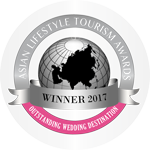 ASIAN LIFESTYLE TOURISM AWARDS
WINNER 2017
OUTSTANDING WEDDING DESTINATION